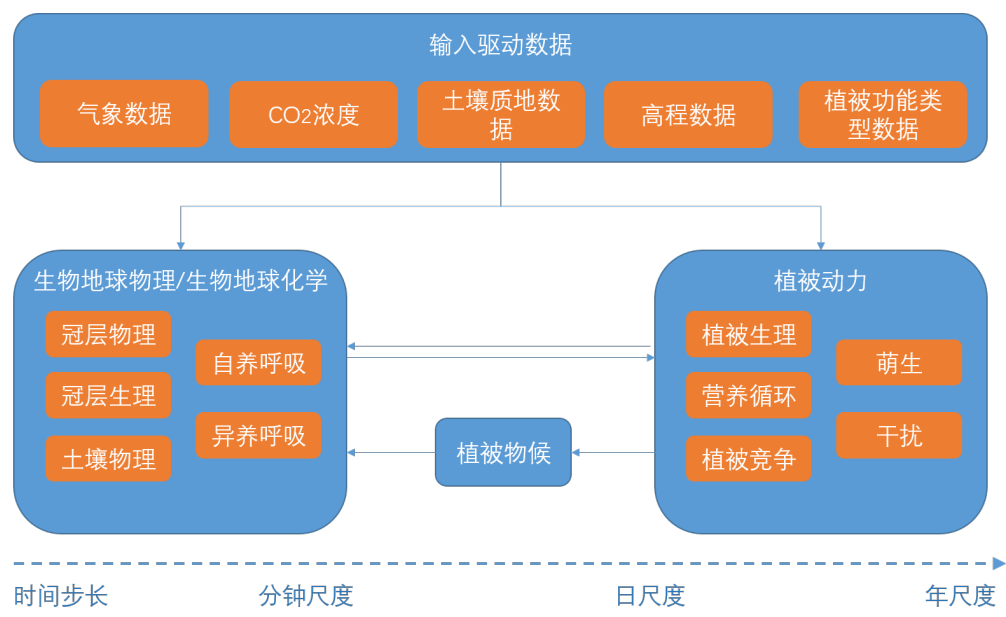 输入驱动数据
气象数据
CO2浓度
土壤质地数
据
高程数据
植被功能类
型数据
生物地球物理/生物地球化学
冠层物理
冠层生理
土壤物理
自养呼吸
异养呼吸
植被物候
植被动力
植被生理
营养循环
植被竞争
萌生
干扰
时间步长
分钟尺度
日尺度
年尺度